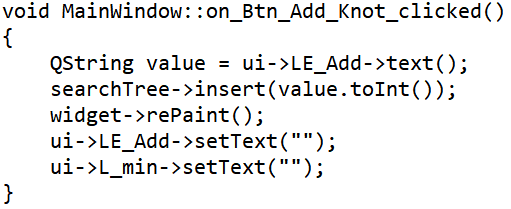 void MainWindow::on_Btn_Add_Knot_clicked()
{
    QString value = ui->LE_Add->text();
    searchTree->insert(value.toInt());
    widget->rePaint();
    ui->LE_Add->setText("");
    ui->L_min->setText("");
}